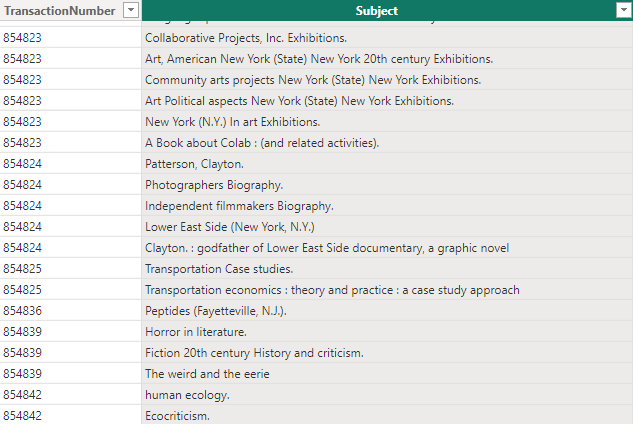 TransactionNumber Subject
854823 Collaborative Projects, Inc. Exhibitions.
854823 Art, American New York (State) New York 20th century Exhibitions.
854823 Community arts projects New York (State) New York Exhibitions.
854823 Art Political aspects New York (State) New York Exhibitions.
854823 New York (N.Y.) In art Exhibitions.
854823 A Book about Colab : (and related activities).
854824 Patterson, Clayton.
854824 Photographers Biography.
854824 Independent filmmakers Biography.
854824 Lower East Side (New York, N.Y.)
854824 Clayton. : godfather of Lower East Side documentary, a graphic novel
854825 Transportation Case studies.
854825 Transportation economics : theory and practice : a case study approach
854836 Peptides (Fayetteville, N.J.).
854839 Horror in literature.
854839 Fiction 20th century History and criticism.
854839 The weird and the eerie
854842 human ecology.
854842 Ecocriticism.